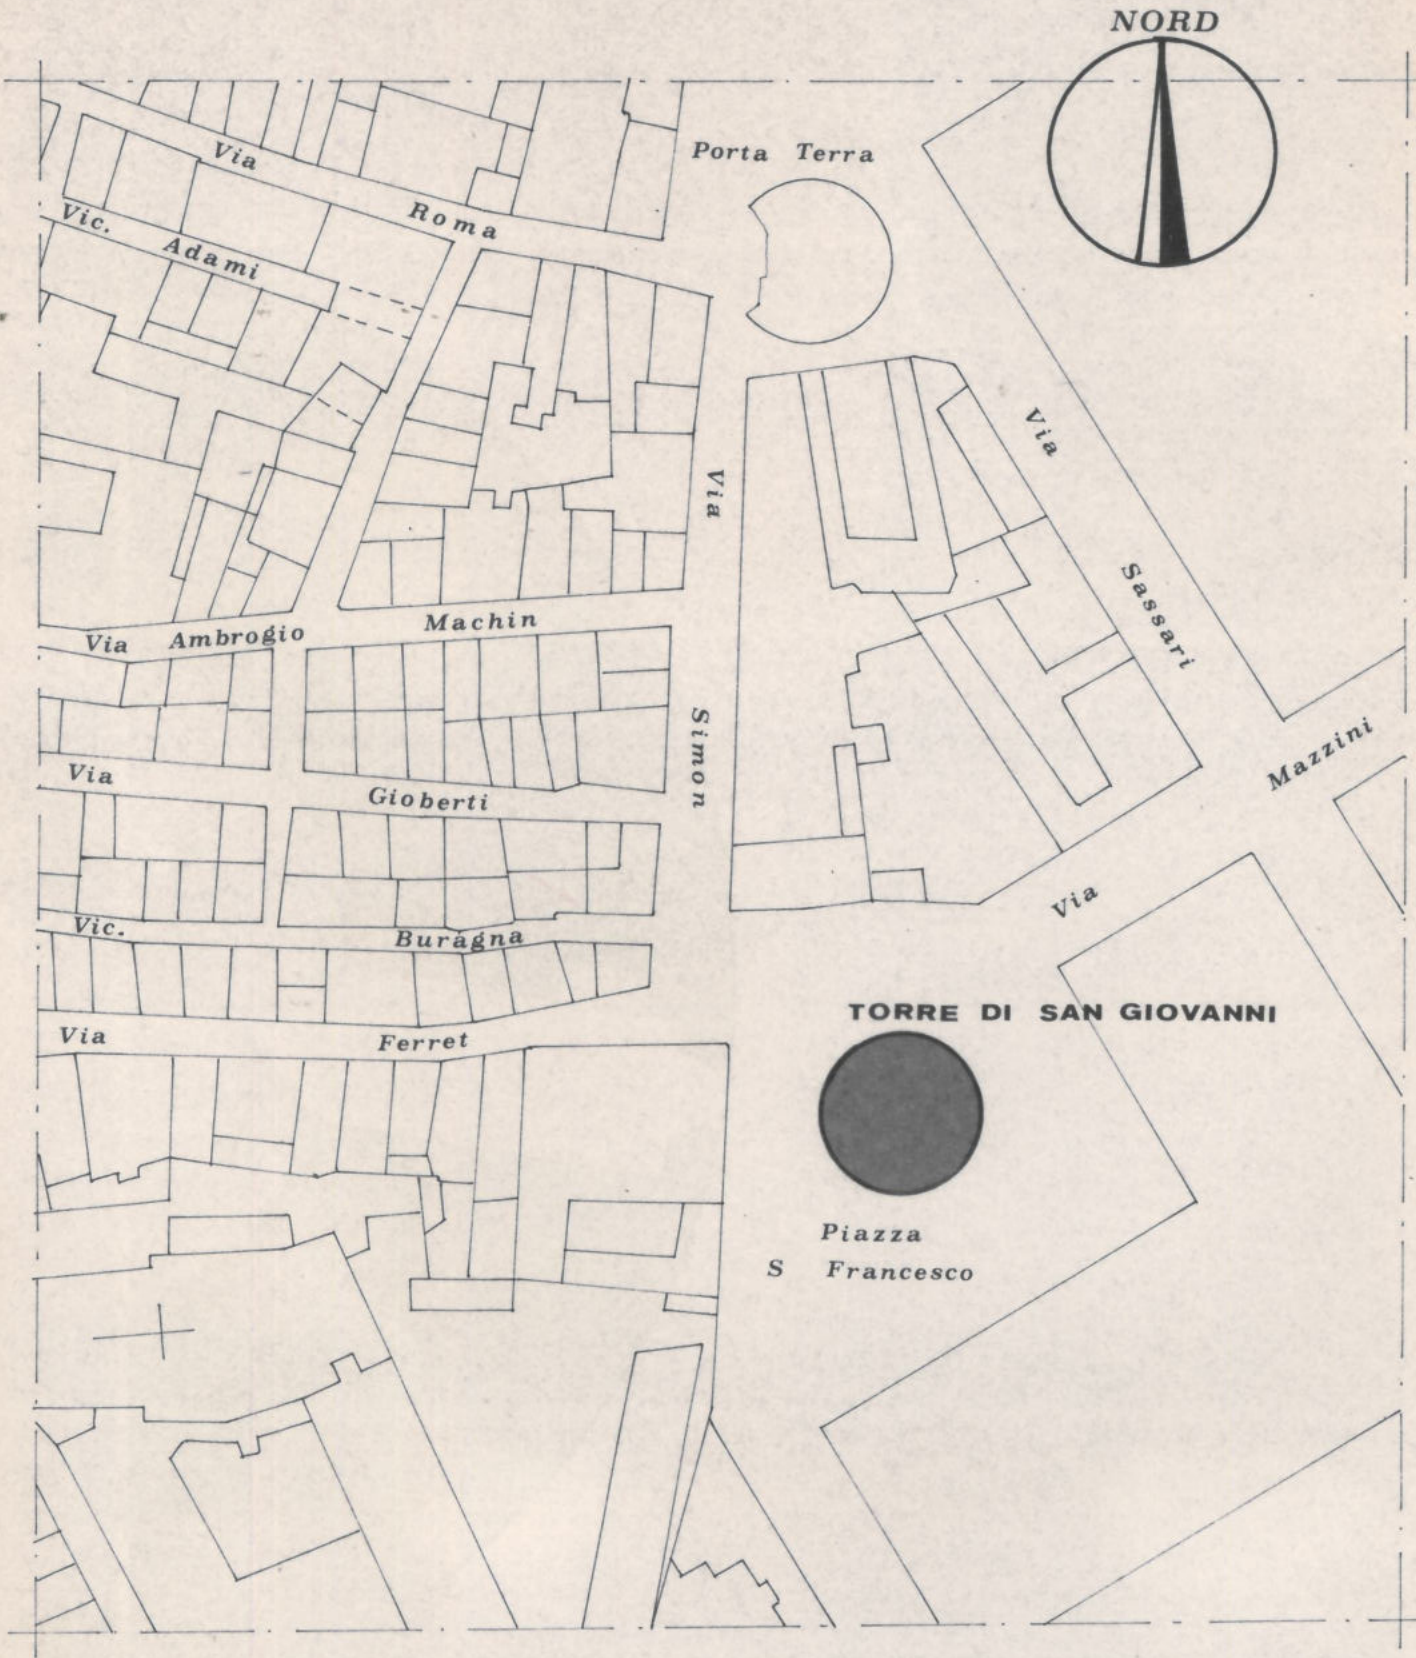 NORD
Porta Terra
Via Roma
Vic. Adami
Via Sassari
Via Simon
Via Ambrogio Machin
Via Gioberti
Via Mazzini
Vic. Buragna
TORRE DI SAN GIOVANNI
Via Ferret
Piazza
S Francesco